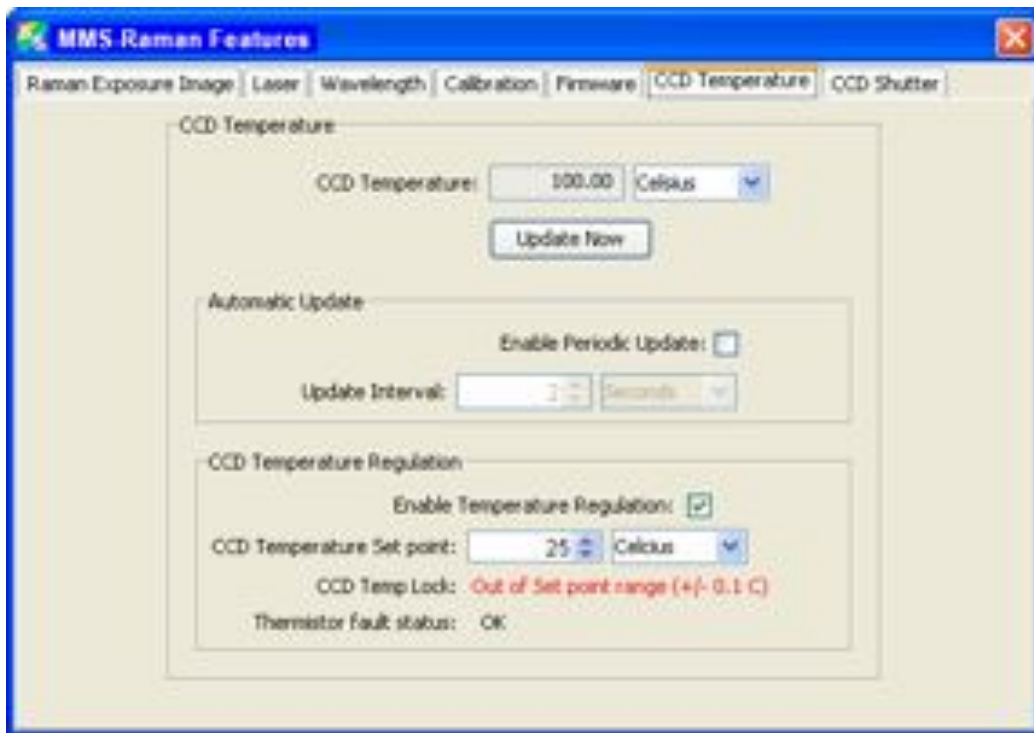 MMS-Raman Features
Raman Exposure Image Laser Wavelength Calibration Firmware CCD Temperature CCD Shutter
CCD Temperature
CCD Temperature: 100.00 Celsius
Update Now
Automatic Update
Enable Periodic Update:
Update Interval: Seconds
CCD Temperature Regulation
Enable Temperature Regulation:
CCD Temperature Set point: 25 Celcius
CCD Temp Lock: Out of Set point range (+/- 0.1 C)
Thermistor fault status: OK